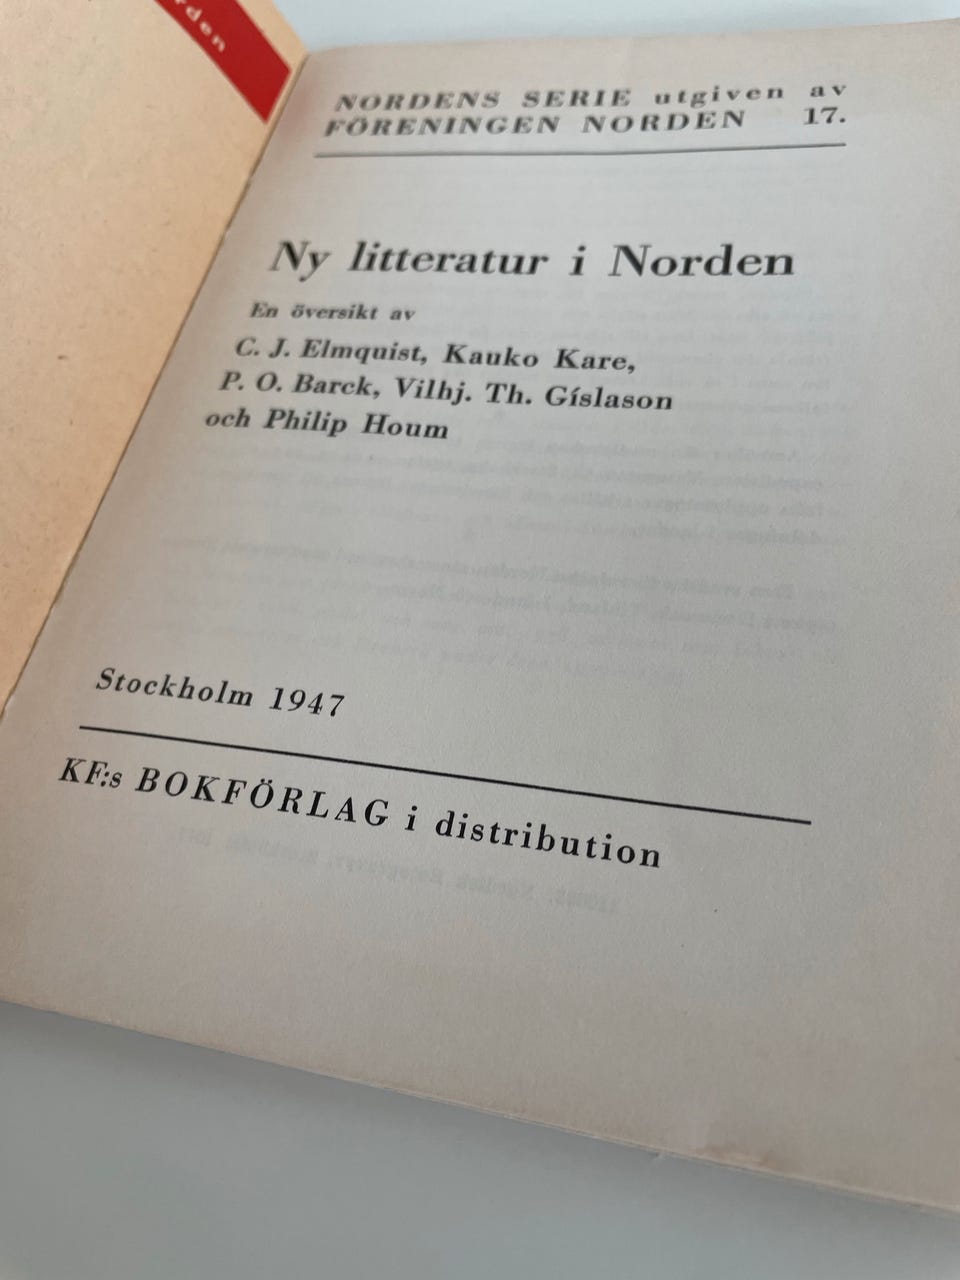 rden
NORDENS SERIE utgiven av
FÖRENINGEN NORDEN 17.
Ny litteratur i Norden
En översikt av
C. J. Elmquist, Kauko Kare,
P. O. Barck, Vilhj. Th. Gíslason
och Philip Houm
Stockholm 1947
KF:s BOKFÖRLAG i distribution